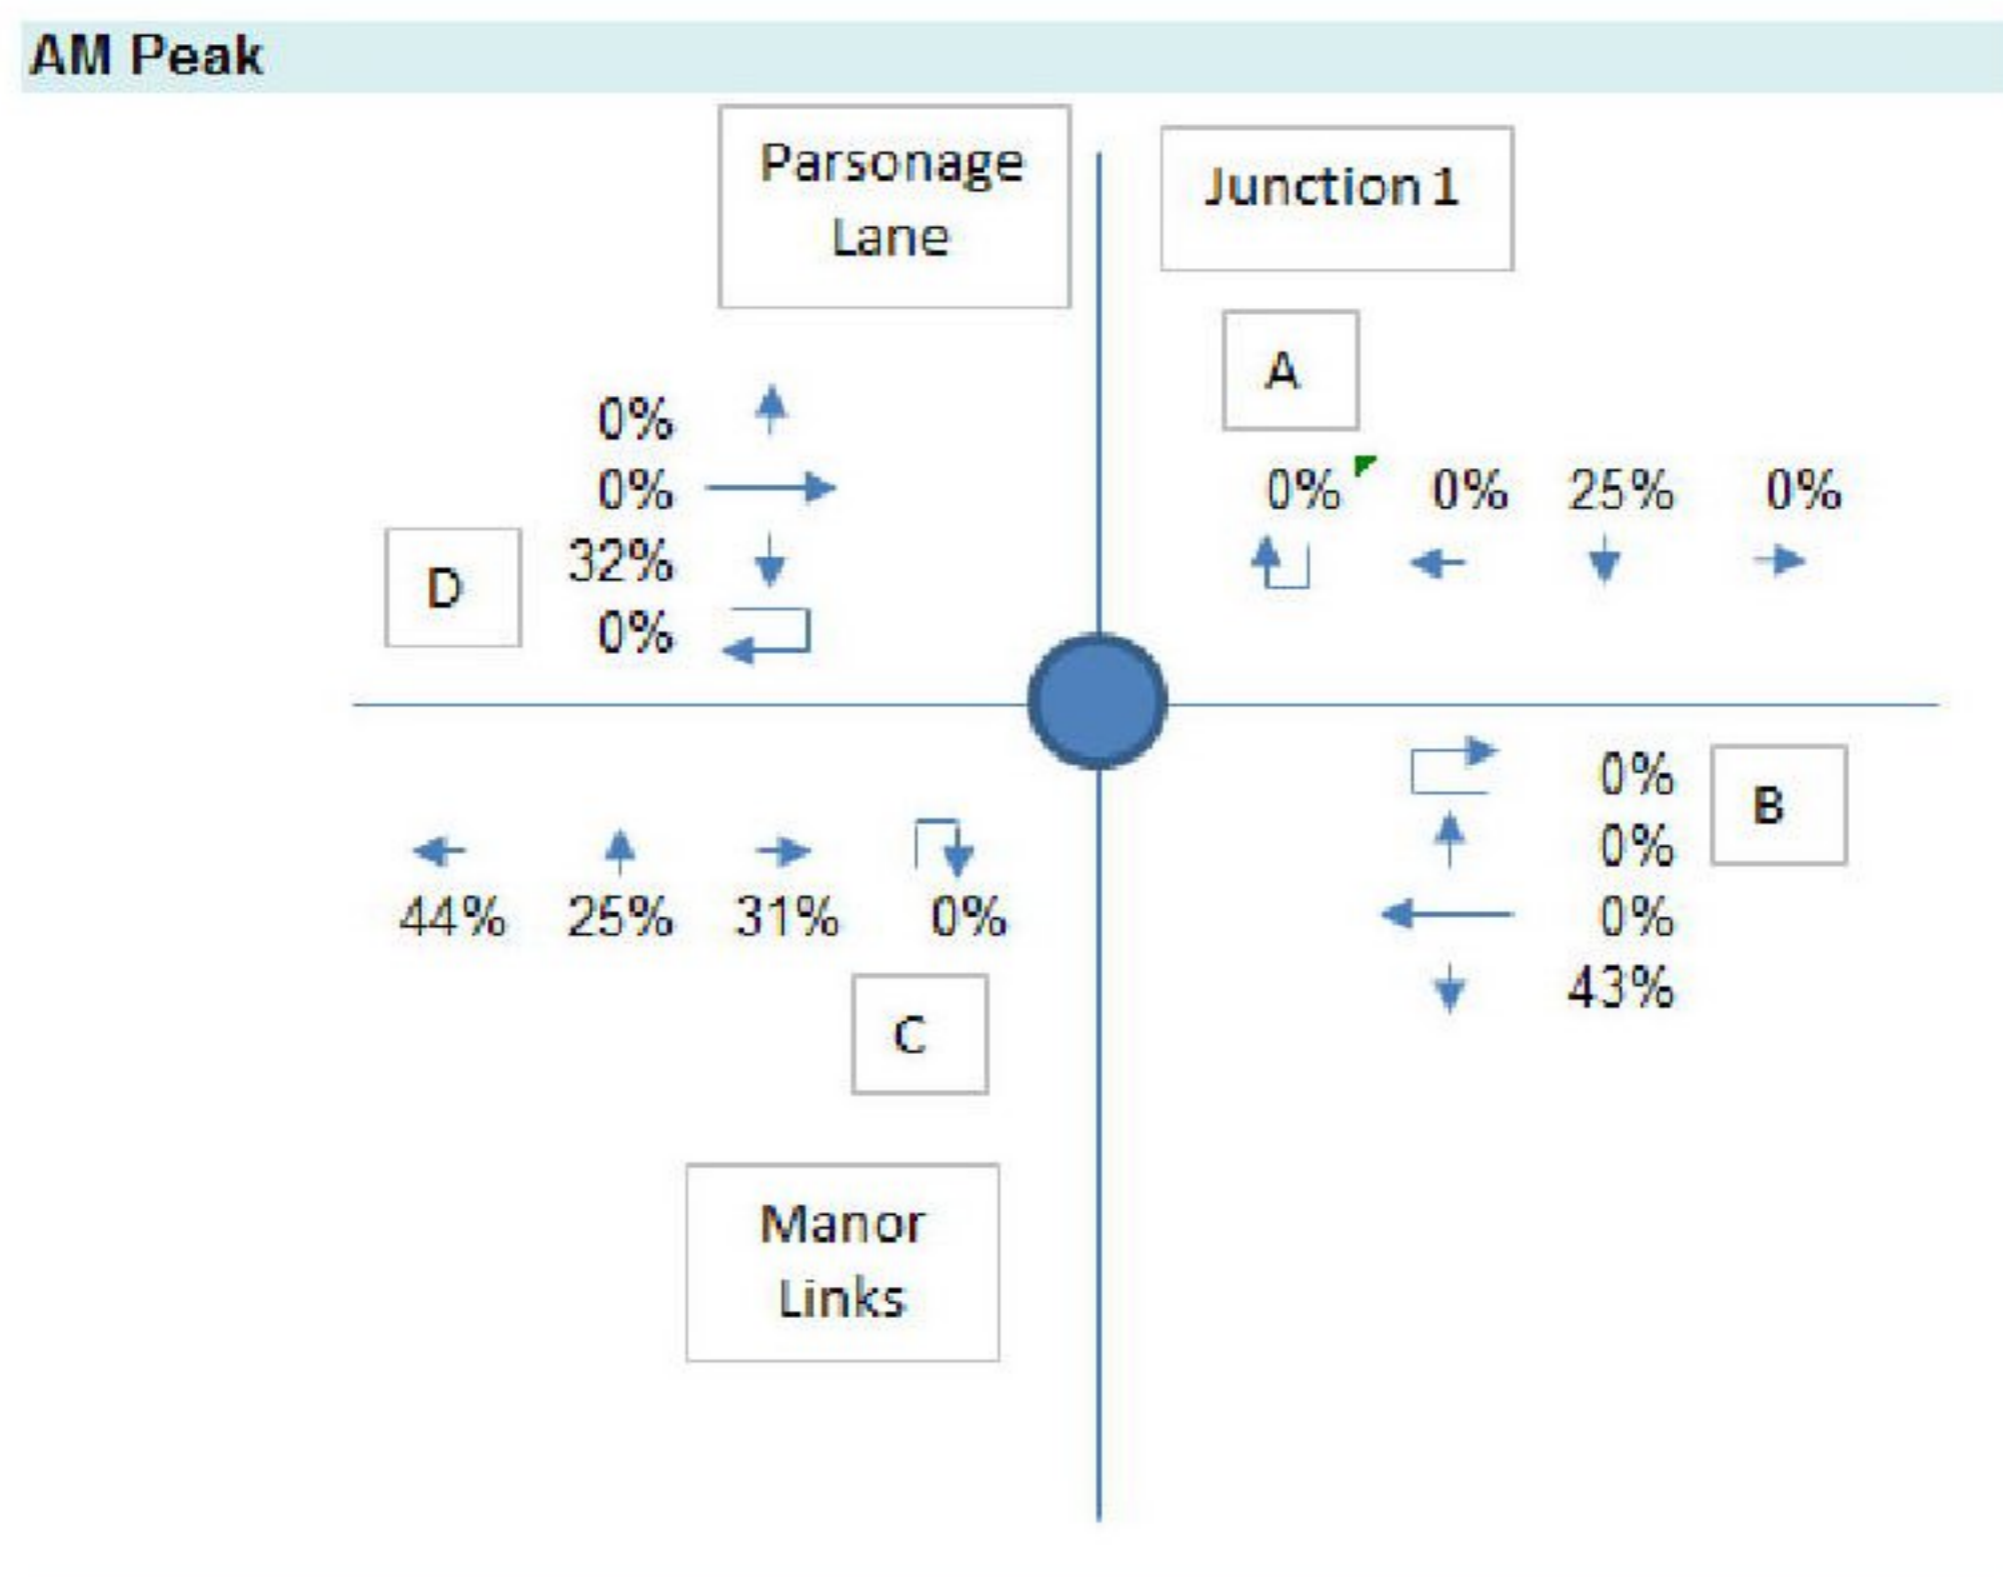 AM Peak
Parsonage
Lane
Junction 1
A
0%
0% 0% 25% 0%
0%
32%
D
0%
0%
B
0%
44% 25% 31% 0%
0%
43%
C
Manor
Links